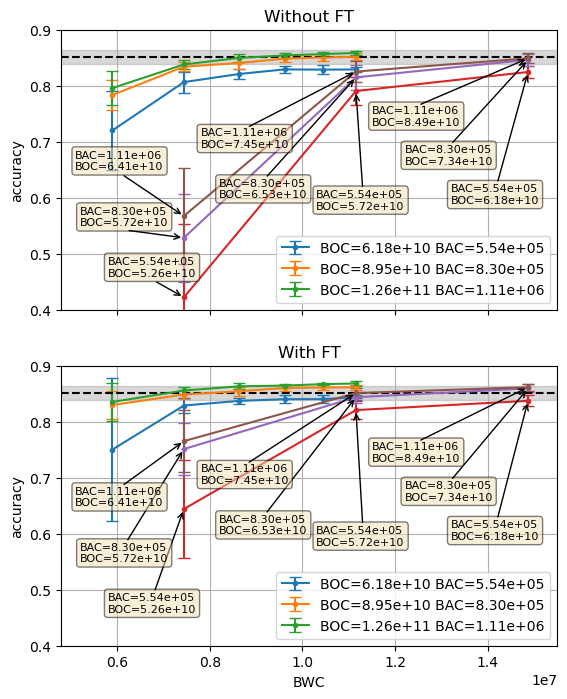 Without FT
accuracy
0.9
0.8
0.7
0.6
0.5
0.4
BAC=1.11e+06
BOC=6.41e+10
BAC=8.30e+05
BOC=5.72e+10
BAC=5.54e+05
BOC=5.26e+10
BAC=1.11e+06
BOC=7.45e+10
BAC=8.30e+05
BOC=6.53e+10
BAC=5.54e+05
BOC=5.72e+10
BAC=1.11e+06
BOC=8.49e+10
BAC=8.30e+05
BOC=7.34e+10
BAC=5.54e+05
BOC=6.18e+10
BOC=6.18e+10 BAC=5.54e+05
BOC=8.95e+10 BAC=8.30e+05
BOC=1.26e+11 BAC=1.11e+06
With FT
accuracy
0.9
0.8
0.7
0.6
0.5
0.4
BAC=1.11e+06
BOC=6.41e+10
BAC=8.30e+05
BOC=5.72e+10
BAC=5.54e+05
BOC=5.26e+10
BAC=1.11e+06
BOC=7.45e+10
BAC=8.30e+05
BOC=6.53e+10
BAC=5.54e+05
BOC=5.72e+10
BAC=1.11e+06
BOC=8.49e+10
BAC=8.30e+05
BOC=7.34e+10
BAC=5.54e+05
BOC=6.18e+10
BOC=6.18e+10 BAC=5.54e+05
BOC=8.95e+10 BAC=8.30e+05
BOC=1.26e+11 BAC=1.11e+06
0.6 0.8 1.0 1.2 1.4
1e7
BWC